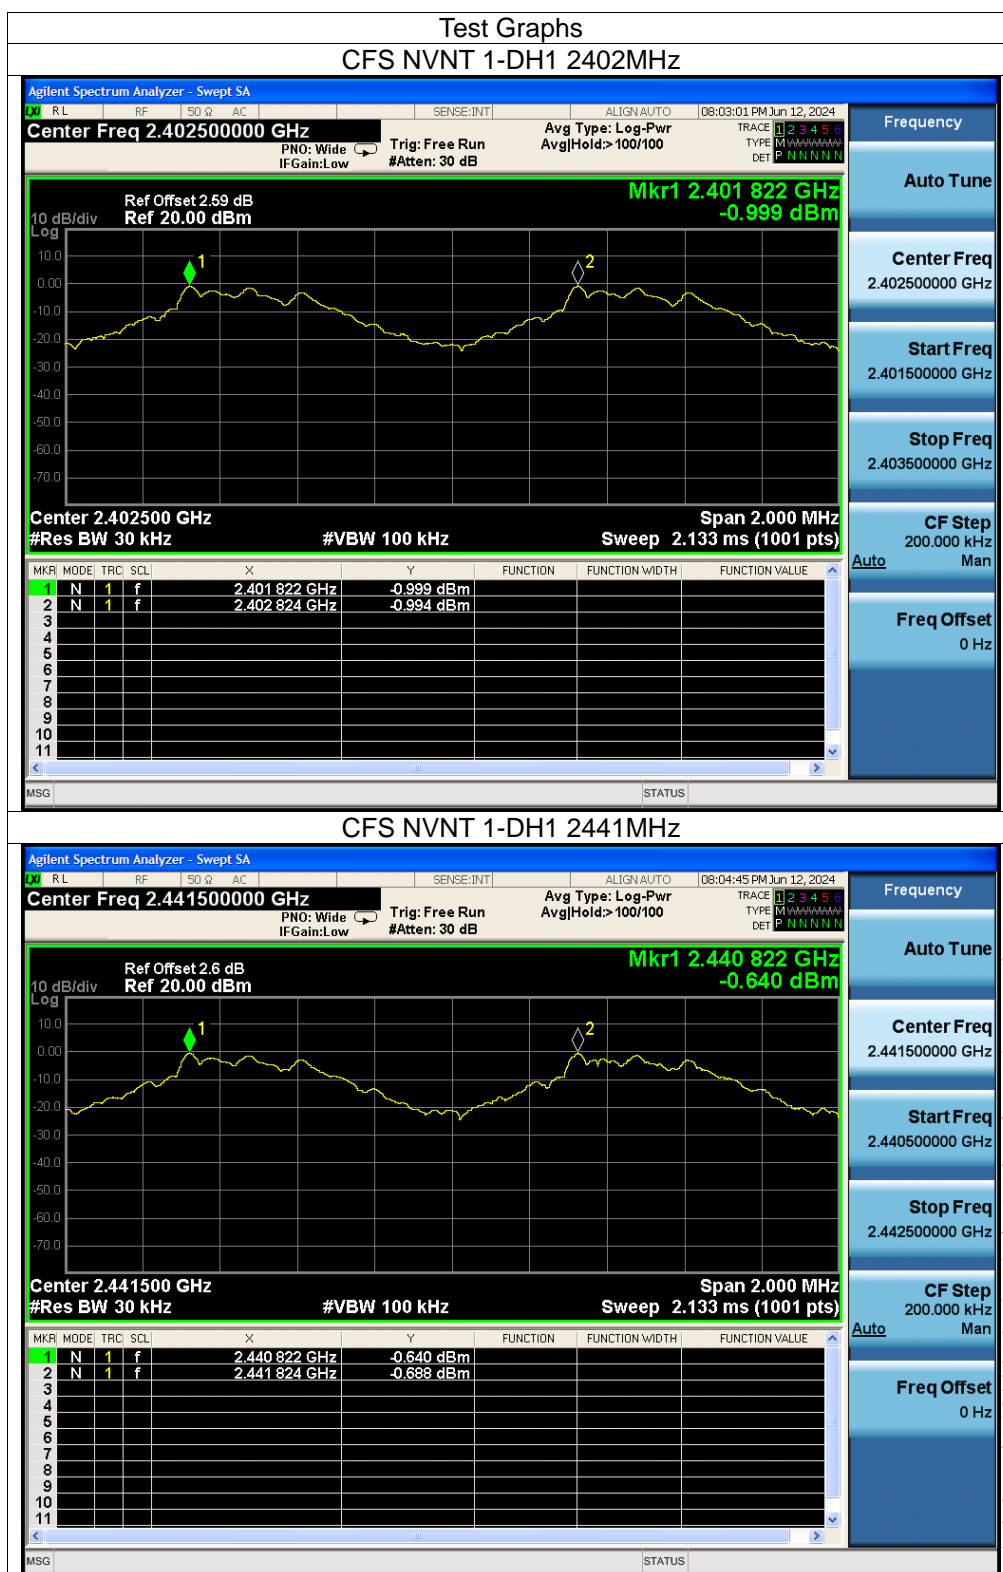 Test Graphs
CFS NVNT 1-DH1 2402MHz
Agilent Spectrum Analyzer - Swept SA
LXI RL RF 50 Ω AC SENSE:INT ALIGN AUTO 08:03:01 PM Jun 12, 2024
Center Freq 2.402500000 GHz
PNO: Wide
IFGain:Low
Trig: Free Run
#Atten: 30 dB
Avg Type: Log-Pwr
Avg|Hold:>100/100
TRACE 1 2 3 4 5 6
TYPE M
DET P N N N N N
Frequency
Auto Tune
Center Freq
2.402500000 GHz
Start Freq
2.401500000 GHz
Stop Freq
2.403500000 GHz
CF Step
200.000 kHz
Auto Man
Freq Offset
0 Hz
Mkr1 2.401 822 GHz
-0.999 dBm
Ref Offset 2.59 dB
10 dB/div Ref 20.00 dBm
Log
10.0
0.00
-10.0
-20.0
-30.0
-40.0
-50.0
-60.0
-70.0
1
2
Center 2.402500 GHz Span 2.000 MHz
#Res BW 30 kHz #VBW 100 kHz Sweep 2.133 ms (1001 pts)
MKR MODE TRC SCL X Y FUNCTION FUNCTION WIDTH FUNCTION VALUE
1 N 1 f 2.401 822 GHz -0.999 dBm
2 N 1 f 2.402 824 GHz -0.994 dBm
3
4
5
6
7
8
9
10
11
MSG STATUS
CFS NVNT 1-DH1 2441MHz
Agilent Spectrum Analyzer - Swept SA
LXI RL RF 50 Ω AC SENSE:INT ALIGN AUTO 08:04:45 PM Jun 12, 2024
Center Freq 2.441500000 GHz
PNO: Wide
IFGain:Low
Trig: Free Run
#Atten: 30 dB
Avg Type: Log-Pwr
Avg|Hold:>100/100
TRACE 1 2 3 4 5 6
TYPE M
DET P N N N N N
Frequency
Auto Tune
Center Freq
2.441500000 GHz
Start Freq
2.440500000 GHz
Stop Freq
2.442500000 GHz
CF Step
200.000 kHz
Auto Man
Freq Offset
0 Hz
Mkr1 2.440 822 GHz
-0.640 dBm
Ref Offset 2.6 dB
10 dB/div Ref 20.00 dBm
Log
10.0
0.00
-10.0
-20.0
-30.0
-40.0
-50.0
-60.0
-70.0
1
2
Center 2.441500 GHz Span 2.000 MHz
#Res BW 30 kHz #VBW 100 kHz Sweep 2.133 ms (1001 pts)
MKR MODE TRC SCL X Y FUNCTION FUNCTION WIDTH FUNCTION VALUE
1 N 1 f 2.440 822 GHz -0.640 dBm
2 N 1 f 2.441 824 GHz -0.688 dBm
3
4
5
6
7
8
9
10
11
MSG STATUS